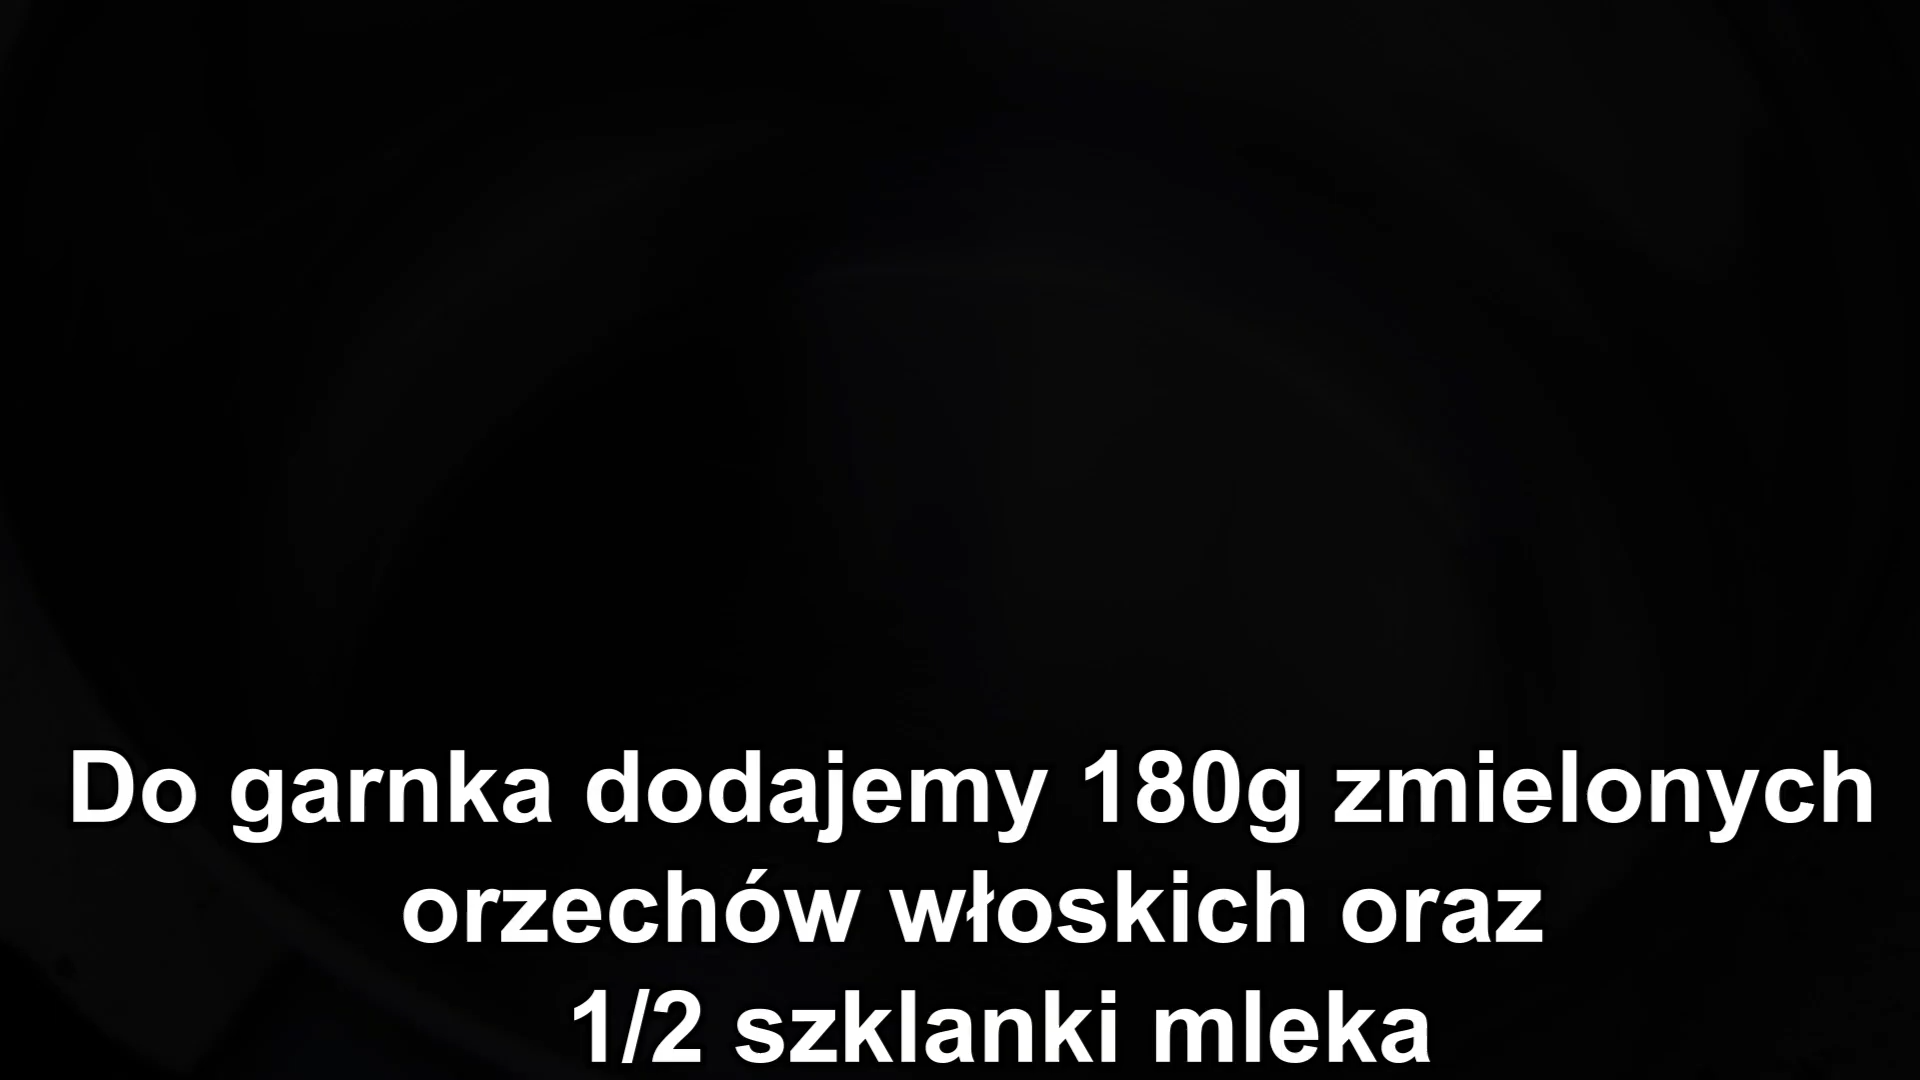 Do garnka dodajemy 180g zmielonych
orzechów włoskich oraz
1/2 szklanki mleka